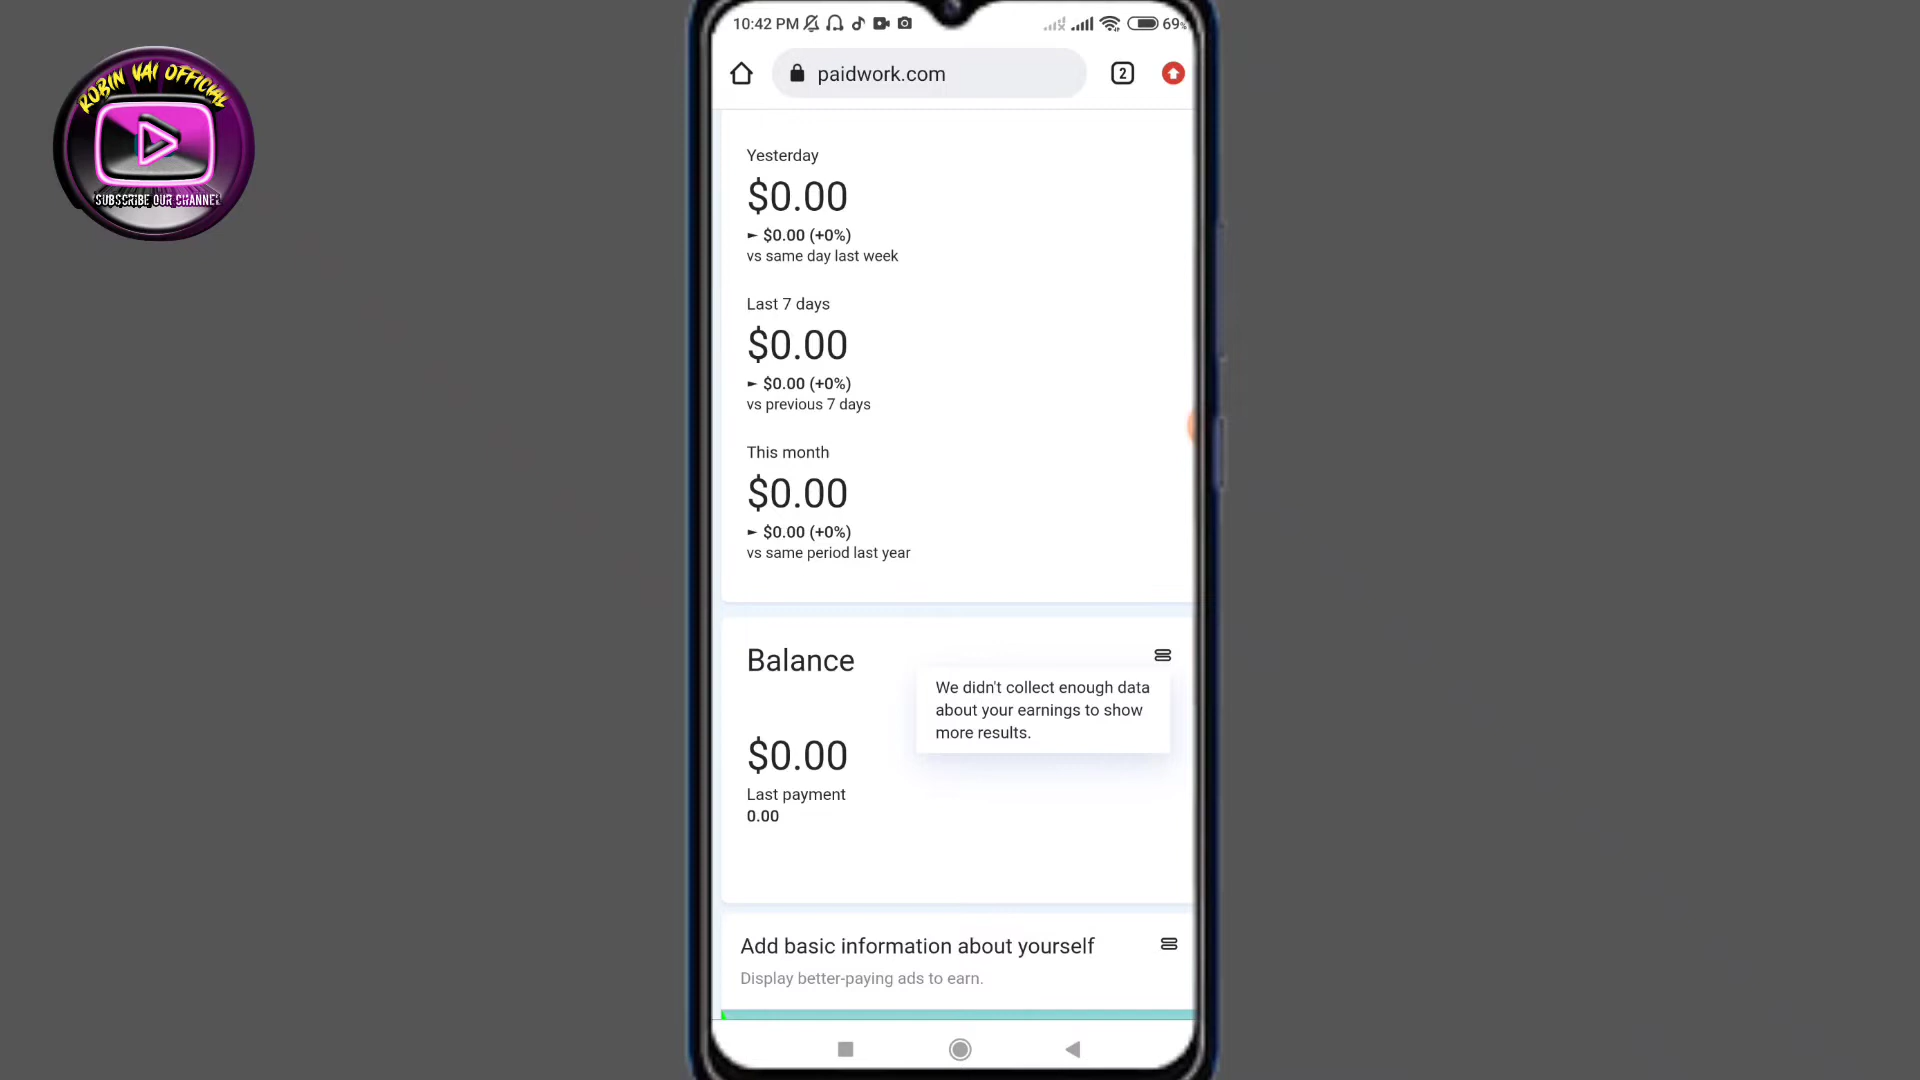 ROBIN VAI OFFICIAL
SUBSCRIBE OUR CHANNEL
10:42 PM
69%
paidwork.com
2
Yesterday
$0.00
► $0.00 (+0%)
vs same day last week
Last 7 days
$0.00
► $0.00 (+0%)
vs previous 7 days
This month
$0.00
► $0.00 (+0%)
vs same period last year
Balance
We didn't collect enough data
about your earnings to show
more results.
$0.00
Last payment
0.00
Add basic information about yourself
Display better-paying ads to earn.